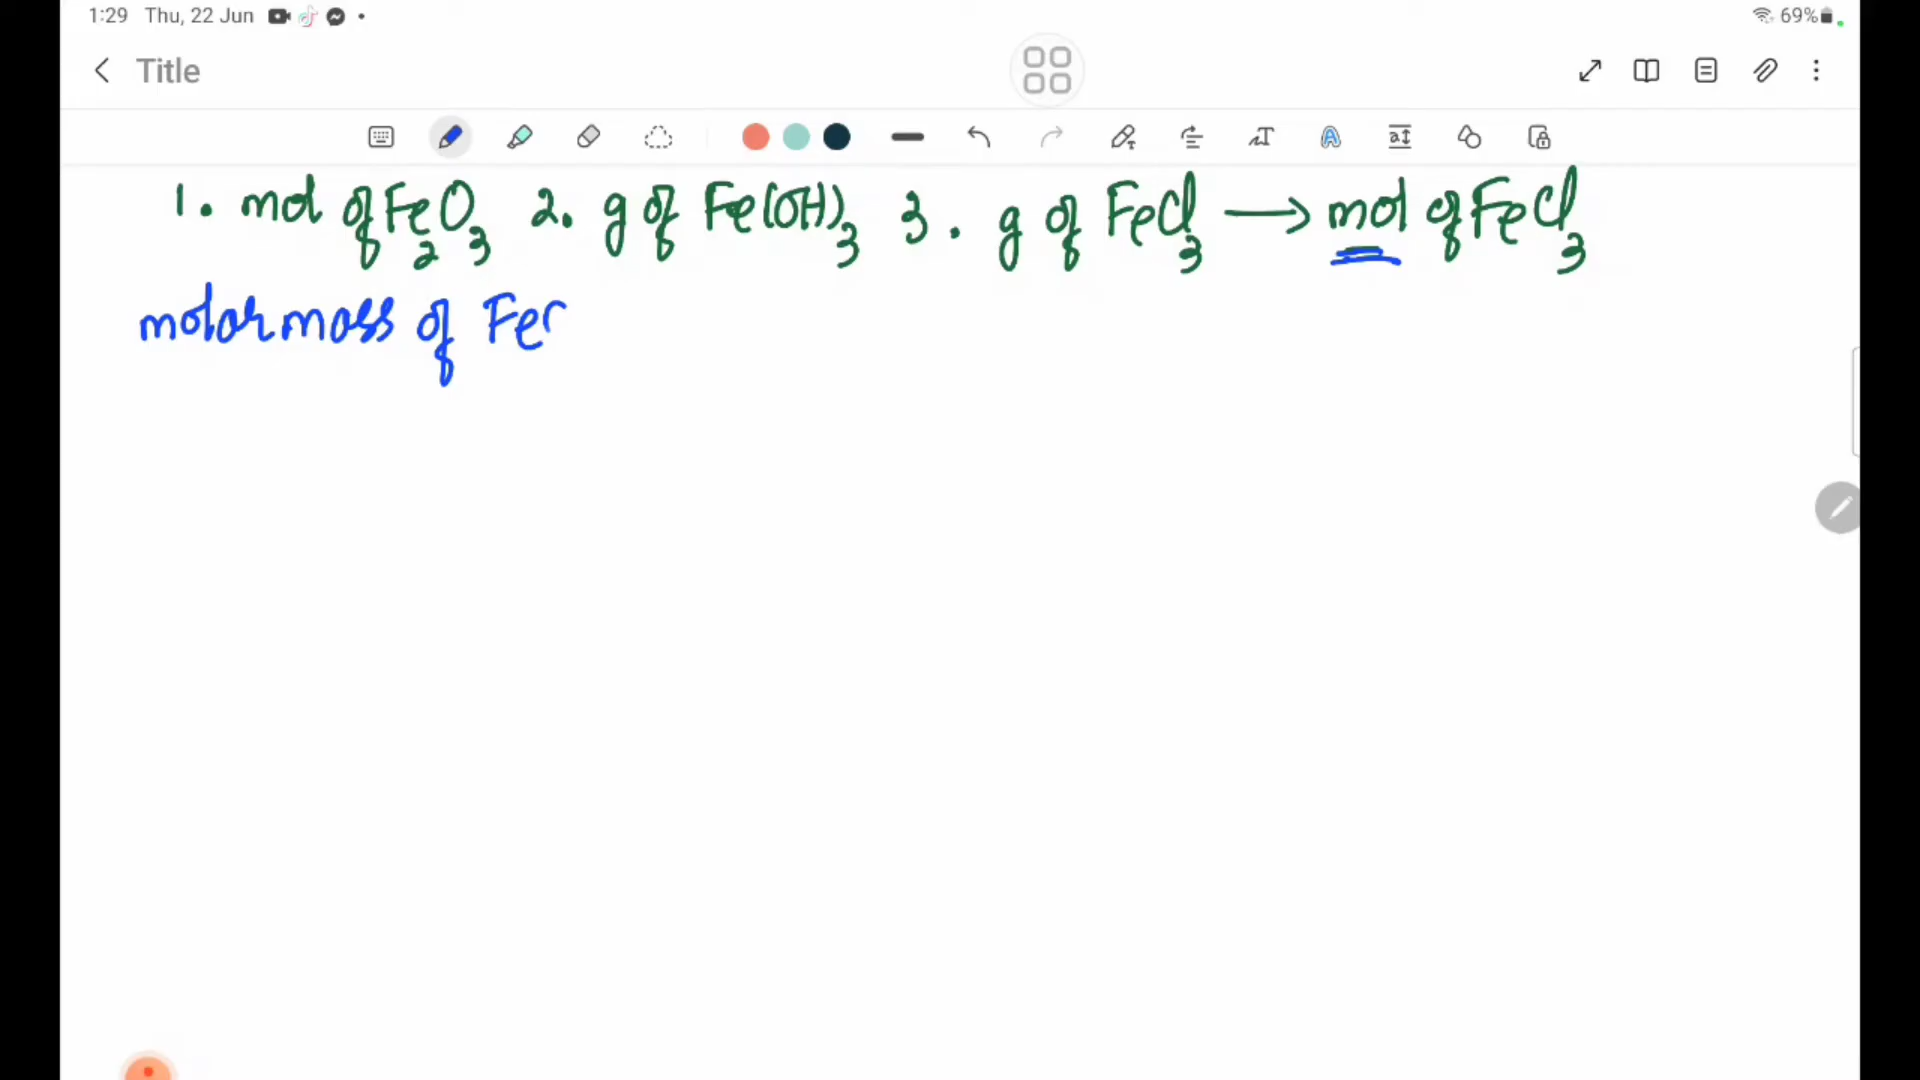 1:29 Thu, 22 Jun 69%
Title
1. mol of Fe₂O₃ 2. g of Fe(OH)₃ 3. g of FeCl₃ → mol of FeCl₃
molar mass of Fe